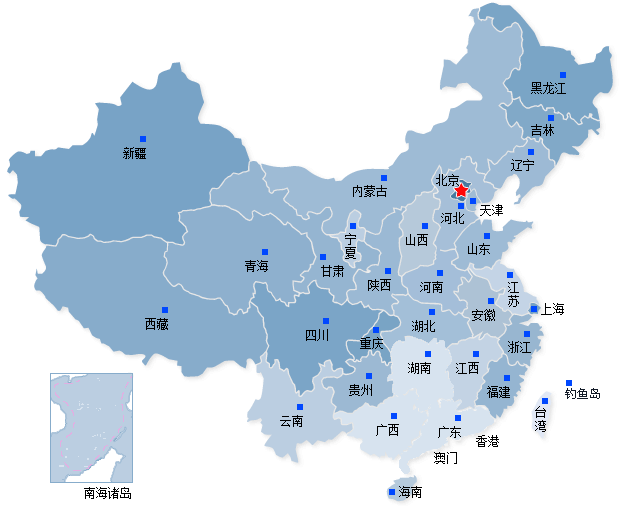 黑龙江
吉林
新疆
辽宁
北京
内蒙古
天津
河北
宁
夏
山西
山东
青海
甘肃
陕西
河南
江
苏
西藏
安徽
上海
四川
湖北
重庆
浙江
湖南
江西
贵州
福建
钓鱼岛
云南
台
湾
广西
广东
香港
澳门
南海诸岛
海南